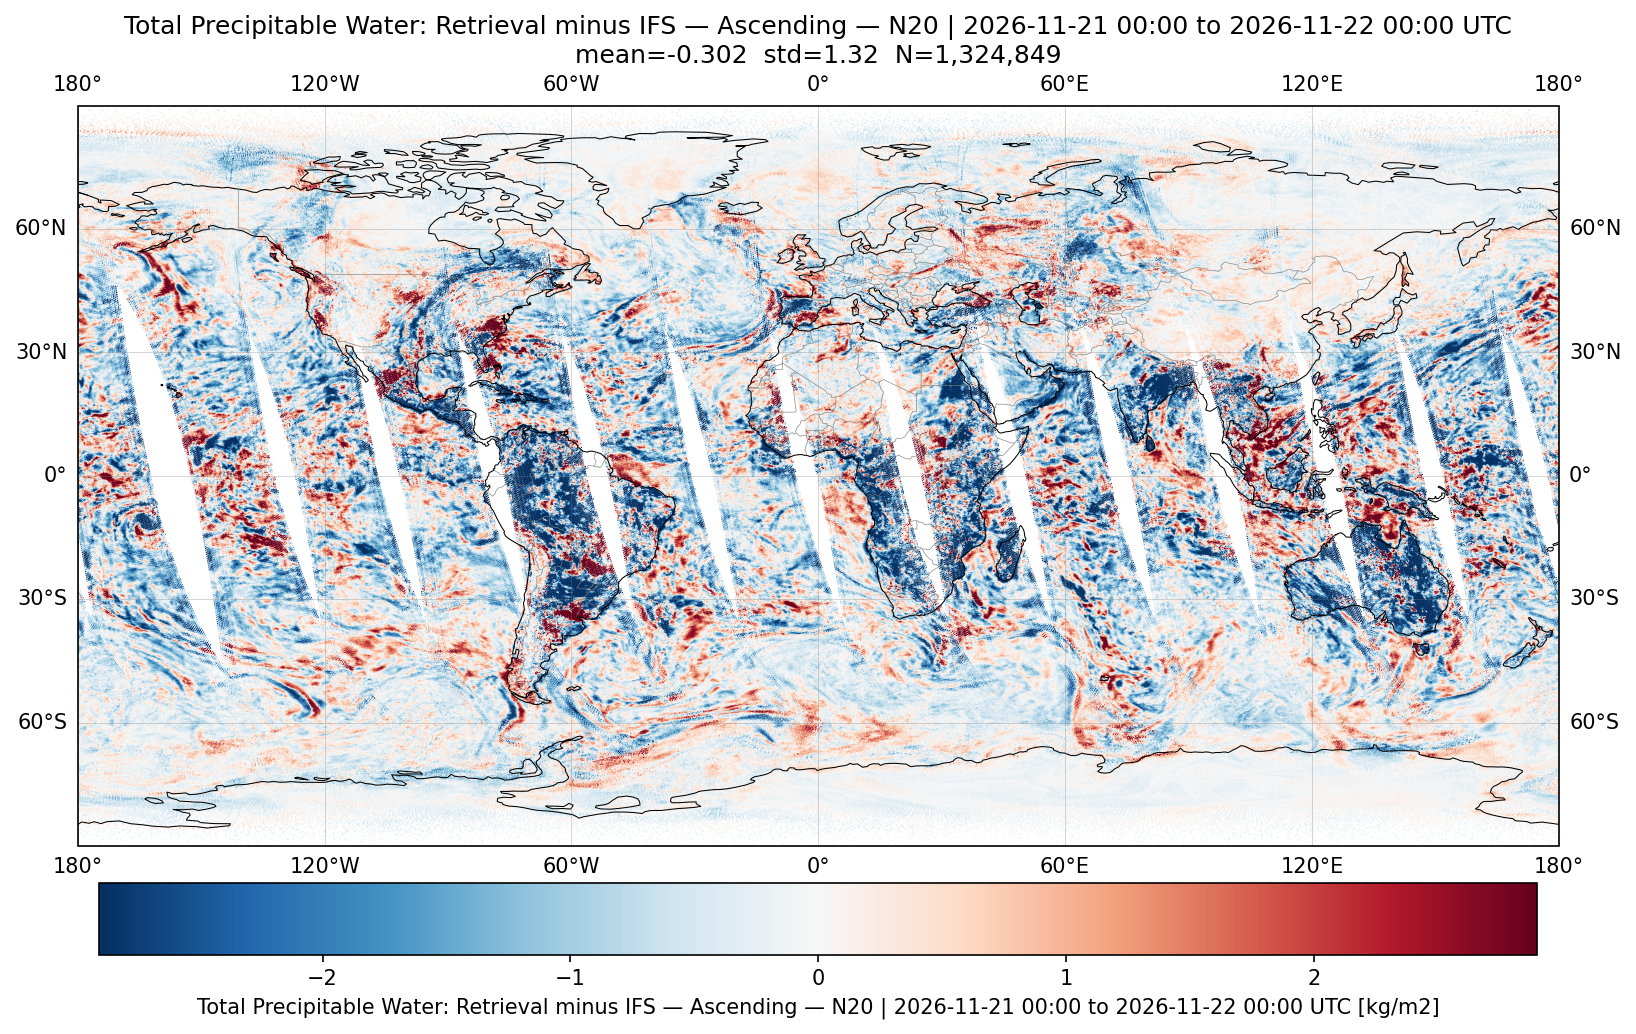 Total Precipitable Water: Retrieval minus IFS — Ascending — N20 | 2026-11-21 00:00 to 2026-11-22 00:00 UTC
mean=-0.302  std=1.32  N=1,324,849
180° 120°W 60°W 0° 60°E 120°E 180°
60°N 60°N
30°N 30°N
0° 0°
30°S 30°S
60°S 60°S
180° 120°W 60°W 0° 60°E 120°E 180°
−2 −1 0 1 2
Total Precipitable Water: Retrieval minus IFS — Ascending — N20 | 2026-11-21 00:00 to 2026-11-22 00:00 UTC [kg/m2]